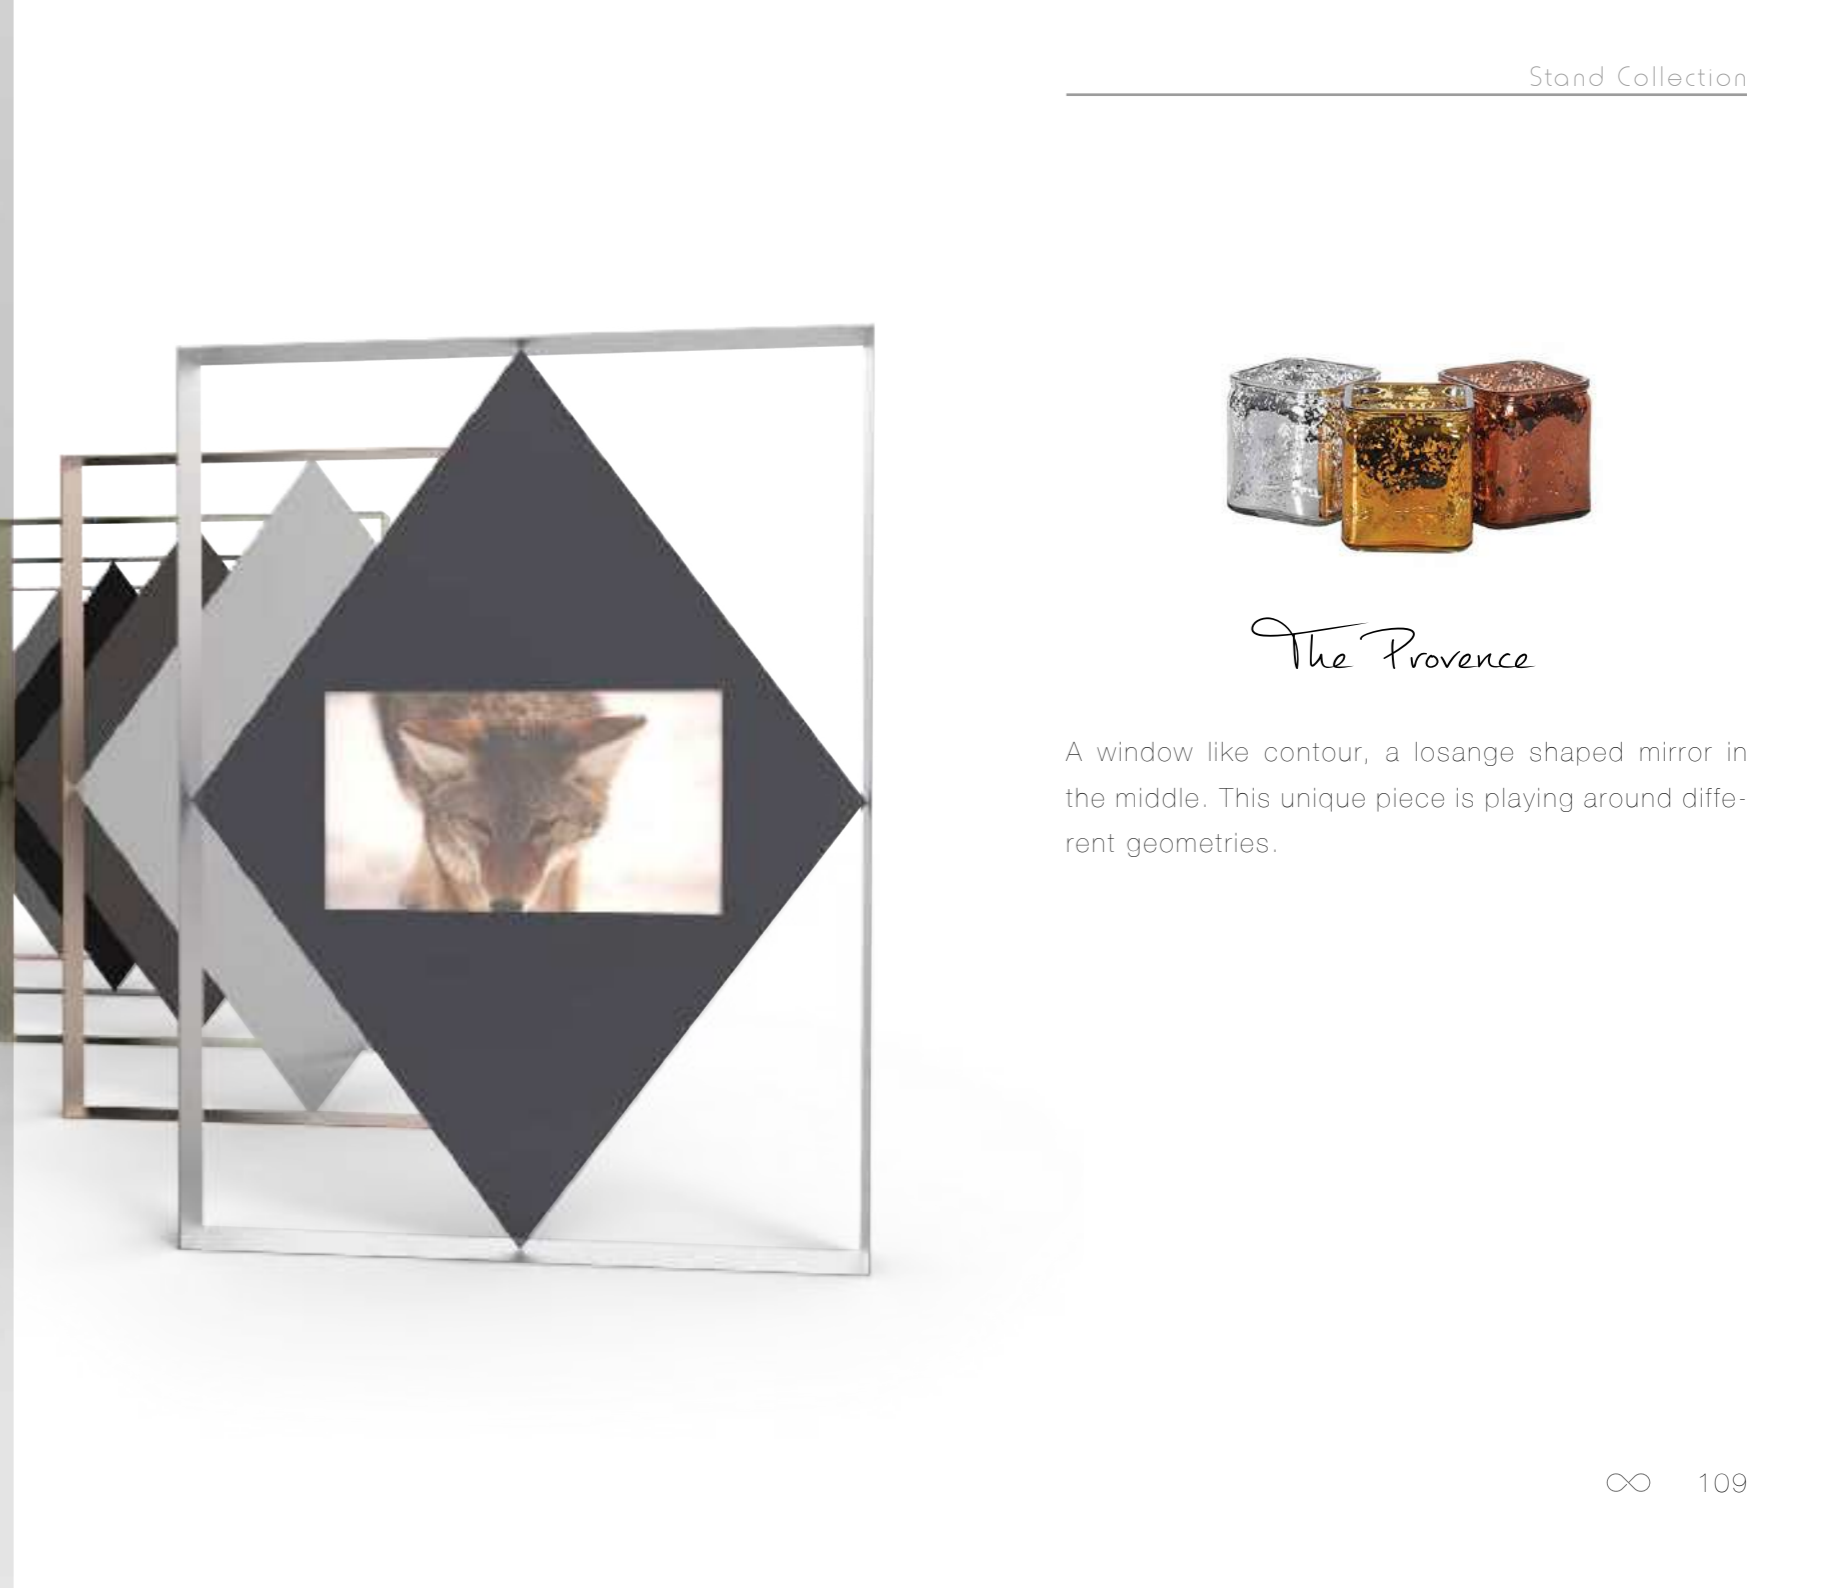 Stand Collection
The Provence
A window like contour, a losange shaped mirror in
the middle. This unique piece is playing around diffe-
rent geometries.
109